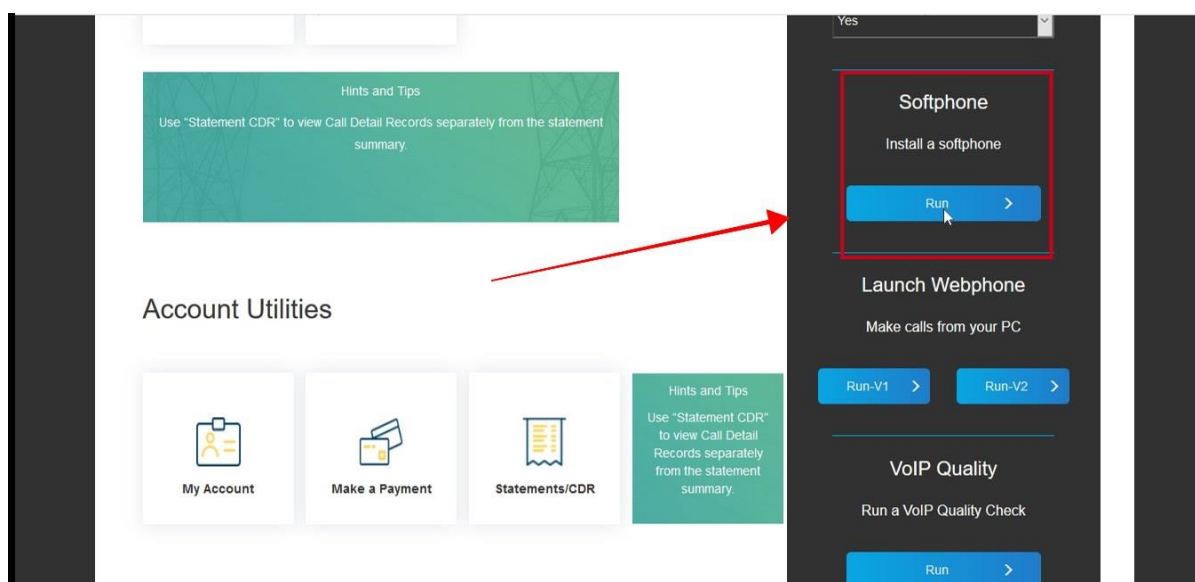 Hints and Tips
Use "Statement CDR" to view Call Detail Records separately from the statement
summary.
Account Utilities
My Account
Make a Payment
Statements/CDR
Hints and Tips
Use "Statement CDR"
to view Call Detail
Records separately
from the statement
summary.
Yes
Softphone
Install a softphone
Run
Launch Webphone
Make calls from your PC
Run-V1
Run-V2
VoIP Quality
Run a VoIP Quality Check
Run